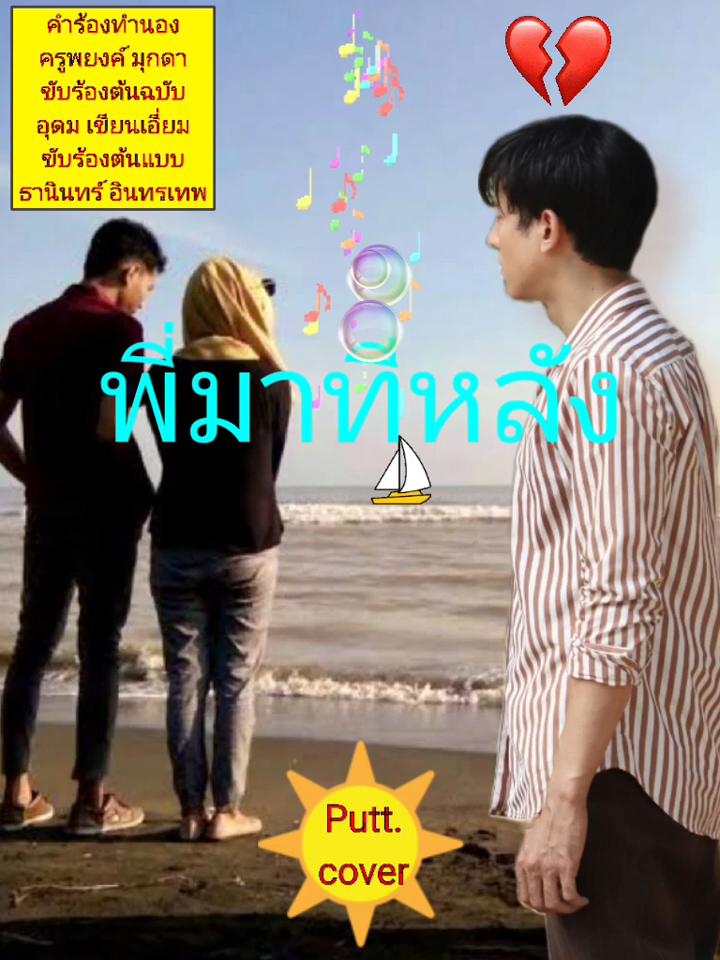 คำร้องทำนอง
ครูพยงค์ มุกดา
ขับร้องต้นฉบับ
อุดม เขียนเอี่ยม
ขับร้องต้นแบบ
ธานินทร์ อินทรเทพ
พี่มาทีหลัง
Putt.
cover